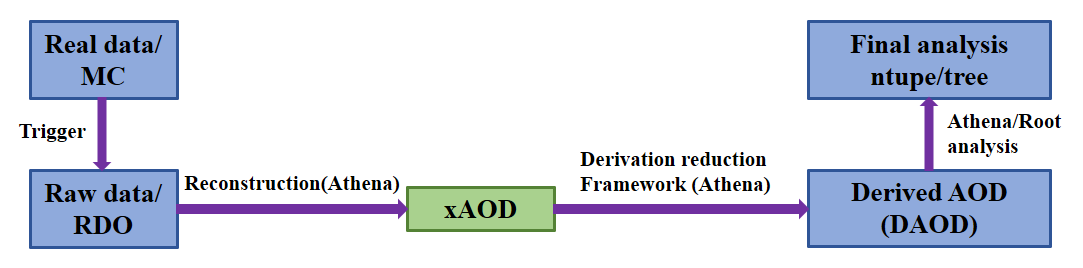 Real data/
MC
Trigger
Raw data/
RDO
Reconstruction(Athena)
xAOD
Derivation reduction
Framework (Athena)
Derived AOD
(DAOD)
Athena/Root
analysis
Final analysis
ntupe/tree